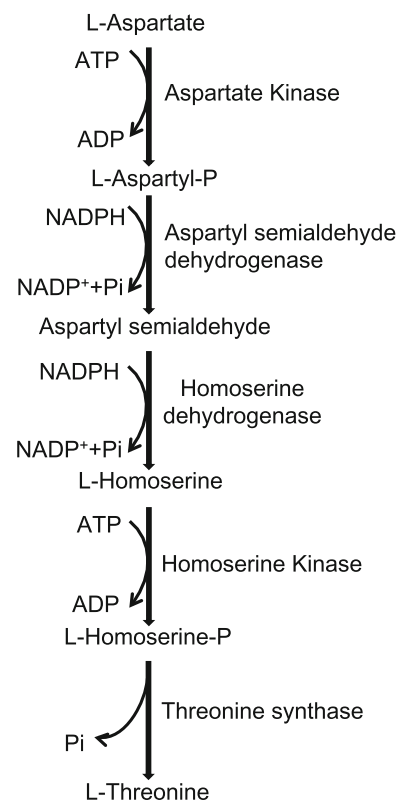 L-Aspartate
ATP
Aspartate Kinase
ADP
L-Aspartyl-P
NADPH
Aspartyl semialdehyde
dehydrogenase
NADP⁺+Pi
Aspartyl semialdehyde
NADPH
Homoserine
dehydrogenase
NADP⁺+Pi
L-Homoserine
ATP
Homoserine Kinase
ADP
L-Homoserine-P
Threonine synthase
Pi
L-Threonine